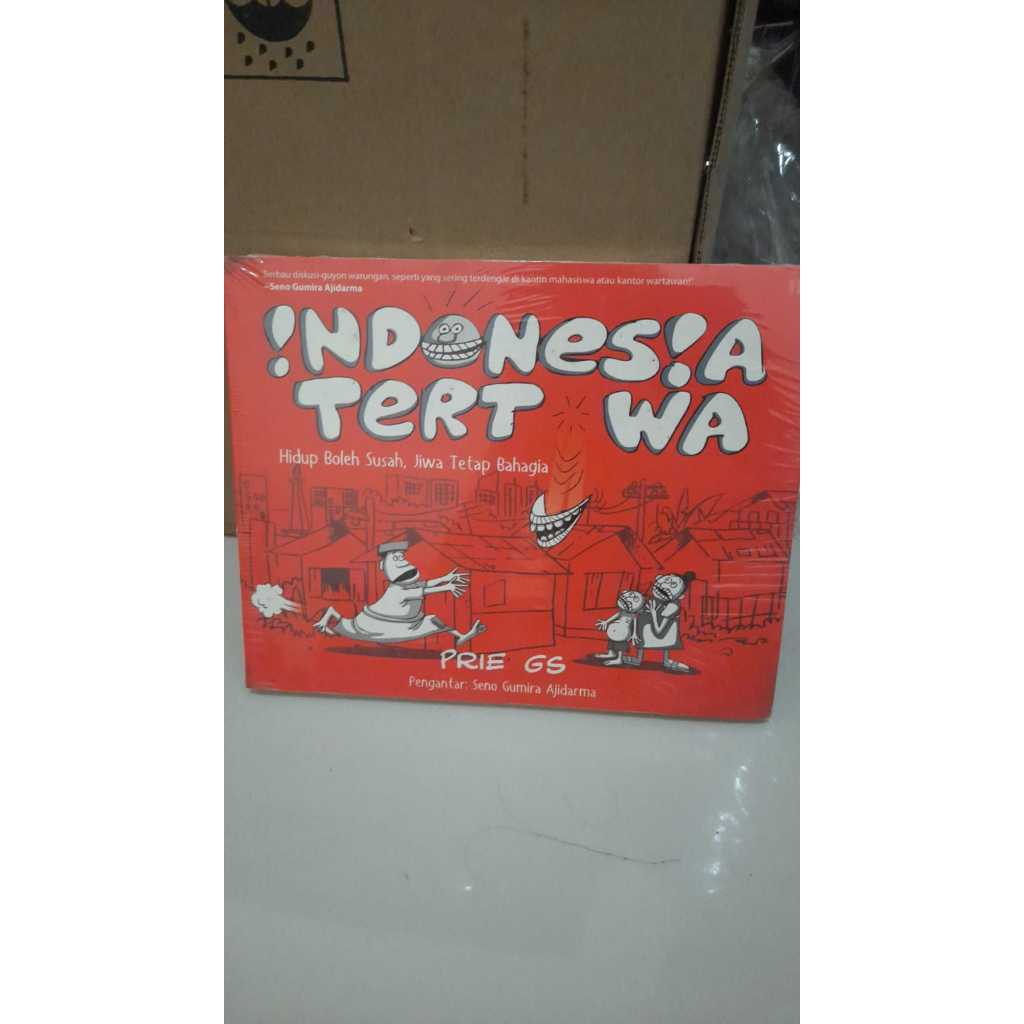 "Berbau diskusi-guyon warungan, seperti yang sering terdengar di kantin mahasiswa atau kantor wartawan!"
—Seno Gumira Ajidarma
!NDONES!A
TERT WA
Hidup Boleh Susah, Jiwa Tetap Bahagia
PRIE GS
Pengantar: Seno Gumira Ajidarma